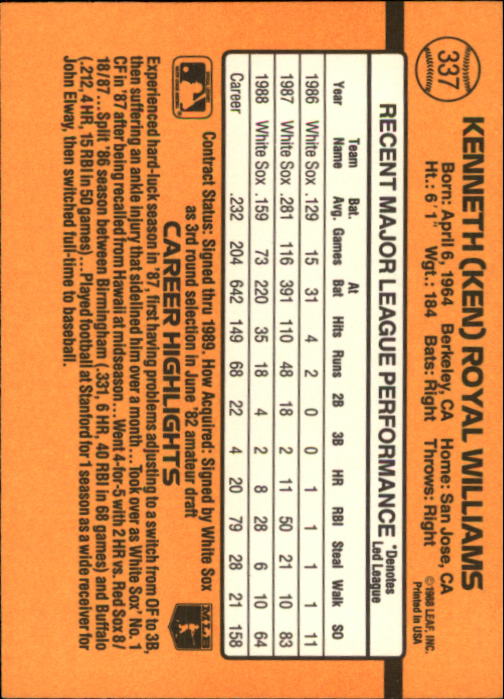 337
KENNETH (KEN) ROYAL WILLIAMS
Born: April 6, 1964 Berkeley, CA Home: San Jose, CA
Ht.: 6' 1" Wgt.: 184 Bats: Right Throws: Right
©1988 LEAF, INC.
Printed in USA
RECENT MAJOR LEAGUE PERFORMANCE *Denotes Led League
Year Team Name Bat. Avg. Games At Bat Hits Runs 2B 3B HR RBI Steal Walk SO
1986 White Sox .129 15 31 4 2 0 0 1 1 1 1 11
1987 White Sox .281 116 391 110 48 18 2 11 50 21 10 83
1988 White Sox .159 73 220 35 18 4 2 8 28 6 10 64
Career .232 204 642 149 68 22 4 20 79 28 21 158
Contract Status: Signed thru 1989. How Acquired: Signed by White Sox
as 3rd round selection in June '82 amateur draft
CAREER HIGHLIGHTS
MLB
Experienced hard-luck season in '87, first having problems adjusting to a switch from OF to 3B,
then suffering an ankle injury that sidelined him over a month...Took over as White Sox' No. 1
CF in '87 after being recalled from Hawaii at midseason...Went 4-for-5 with 2 HR vs. Red Sox 8/
18/87...Split '86 season between Birmingham (.331, 6 HR, 40 RBI in 68 games) and Buffalo
(.212, 4 HR, 15 RBI in 50 games)...Played football at Stanford for 1 season as a wide receiver for
John Elway, then switched full-time to baseball.